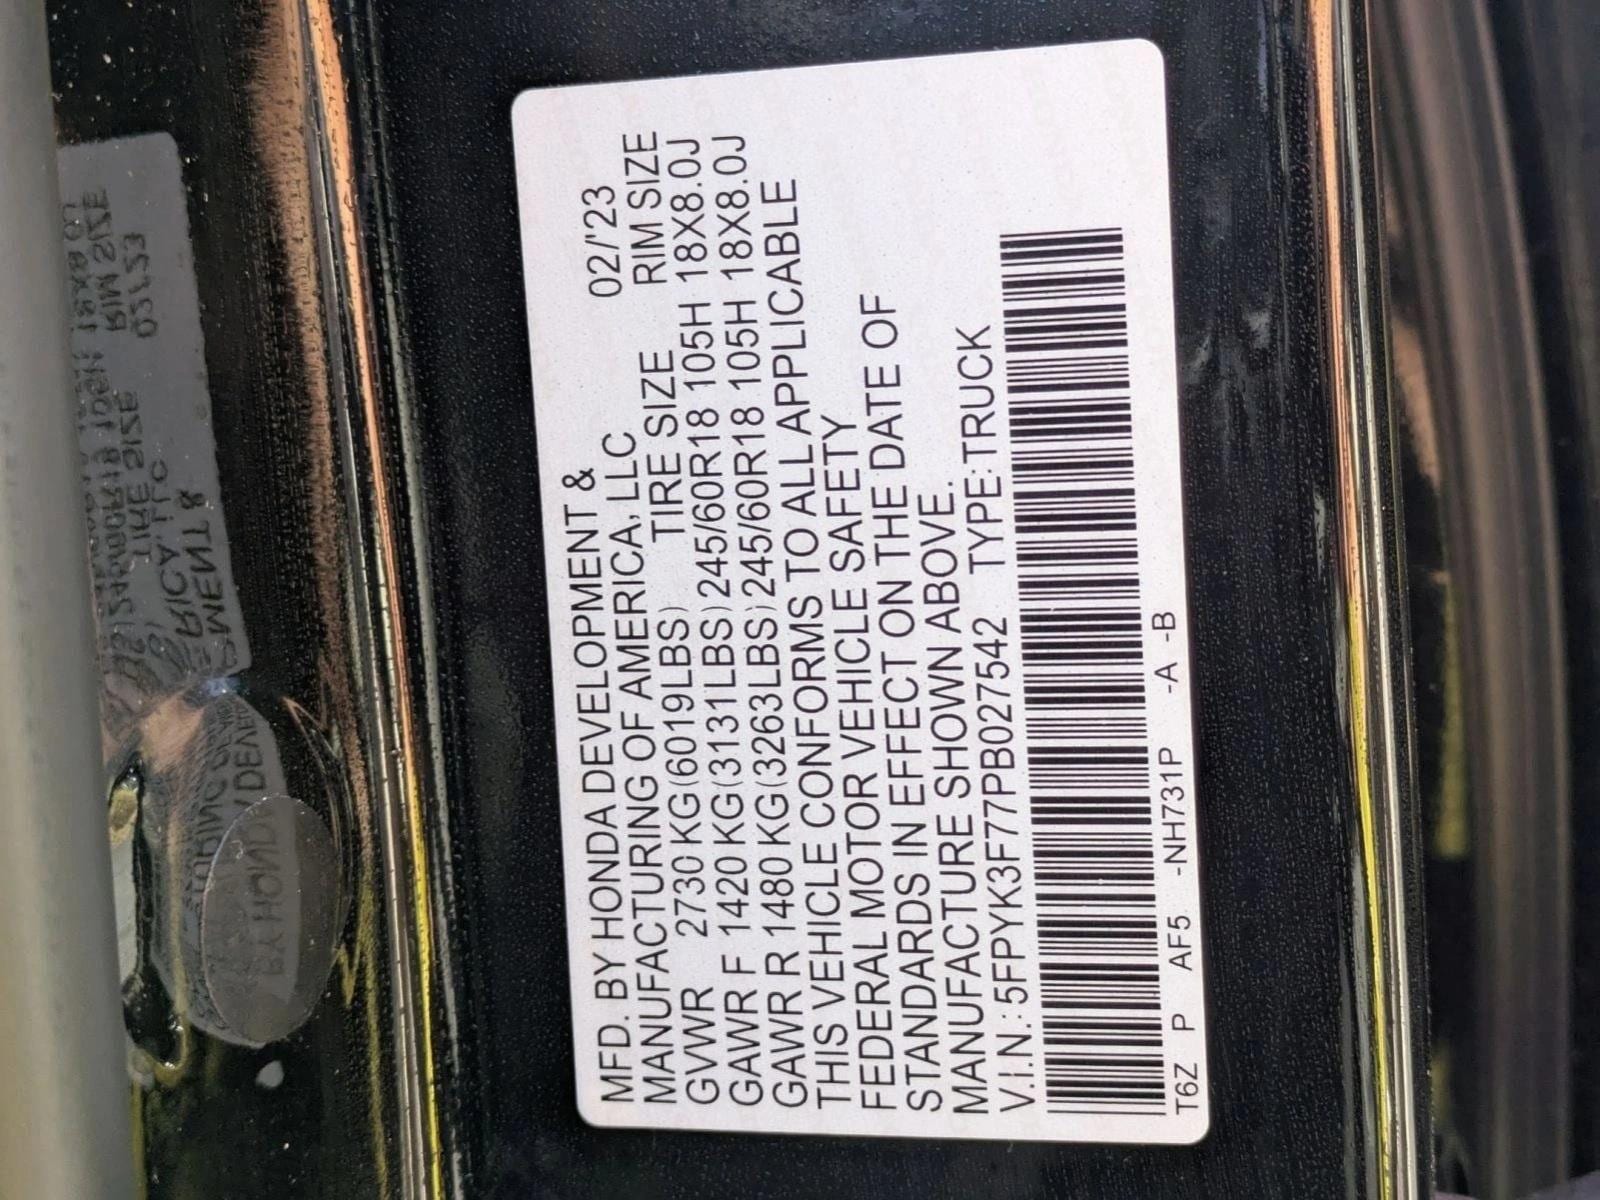 MFD. BY HONDA DEVELOPMENT &
MANUFACTURING OF AMERICA, LLC 02/'23
GVWR 2730 KG(6019LBS) TIRE SIZE RIM SIZE
GAWR F 1420 KG(3131LBS) 245/60R18 105H 18X8.0J
GAWR R 1480 KG(3263LBS) 245/60R18 105H 18X8.0J
THIS VEHICLE CONFORMS TO ALL APPLICABLE
FEDERAL MOTOR VEHICLE SAFETY
STANDARDS IN EFFECT ON THE DATE OF
MANUFACTURE SHOWN ABOVE.
V.I.N.: 5FPYK3F77PB027542 TYPE: TRUCK
T6Z P AF5 -NH731P -A -B